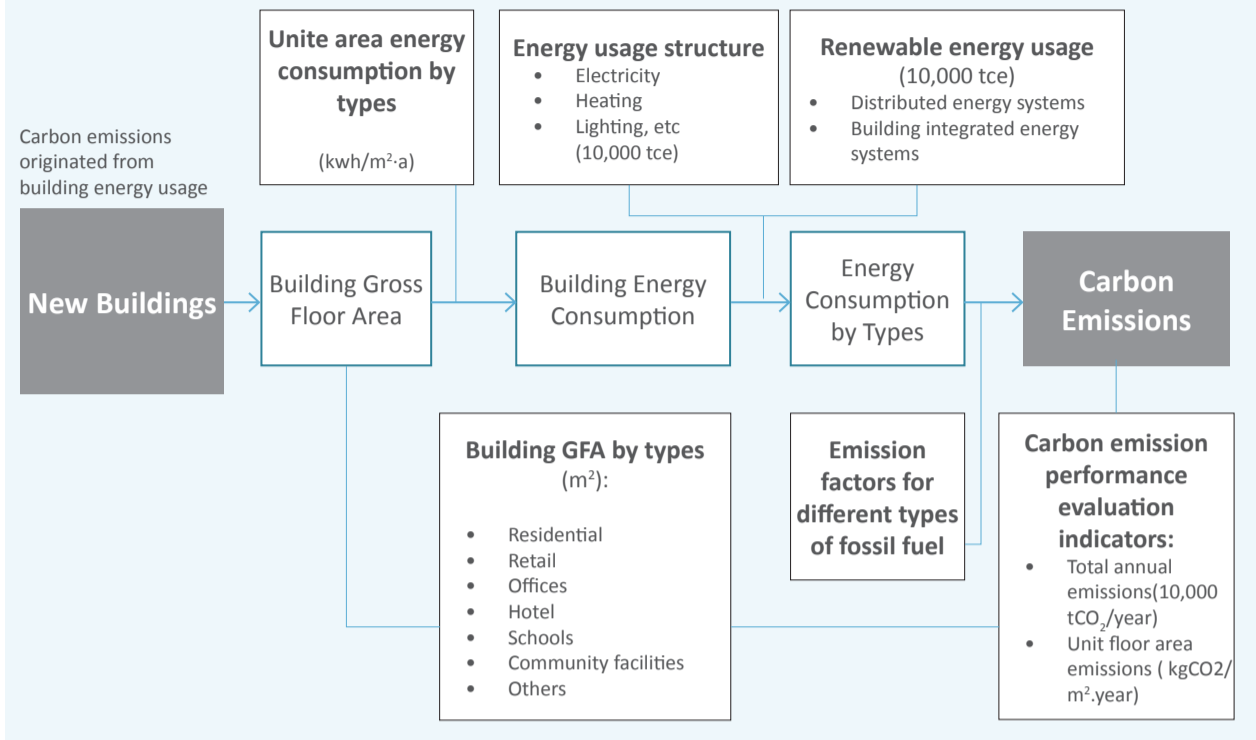 Unite area energy
consumption by
types
(kwh/m²·a)
Energy usage structure
• Electricity
• Heating
• Lighting, etc
(10,000 tce)
Renewable energy usage
(10,000 tce)
• Distributed energy systems
• Building integrated energy
systems
Carbon emissions
originated from
building energy usage
New Buildings
Building Gross
Floor Area
Building Energy
Consumption
Energy
Consumption
by Types
Carbon
Emissions
Building GFA by types
(m²):
• Residential
• Retail
• Offices
• Hotel
• Schools
• Community facilities
• Others
Emission
factors for
different types
of fossil fuel
Carbon emission
performance
evaluation
indicators:
• Total annual
emissions(10,000
tCO₂/year)
• Unit floor area
emissions ( kgCO2/
m².year)